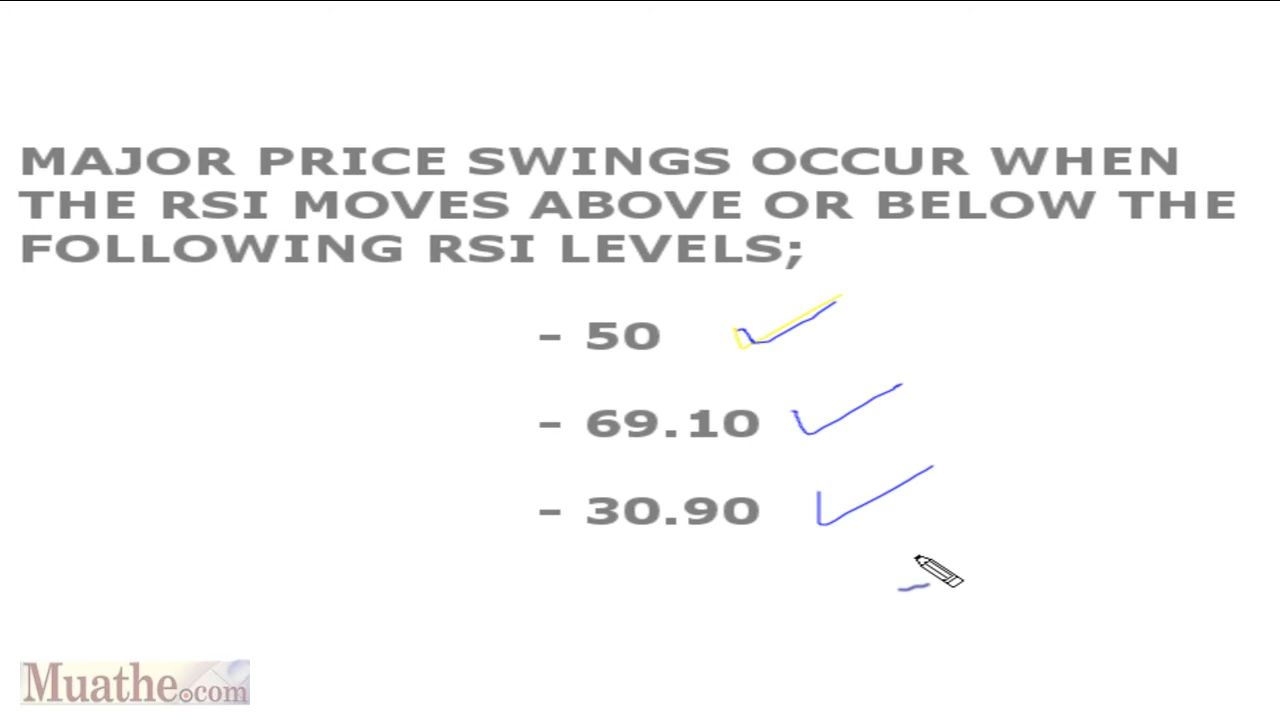 MAJOR PRICE SWINGS OCCUR WHEN
THE RSI MOVES ABOVE OR BELOW THE
FOLLOWING RSI LEVELS;
- 50
- 69.10
- 30.90
Muathe.com